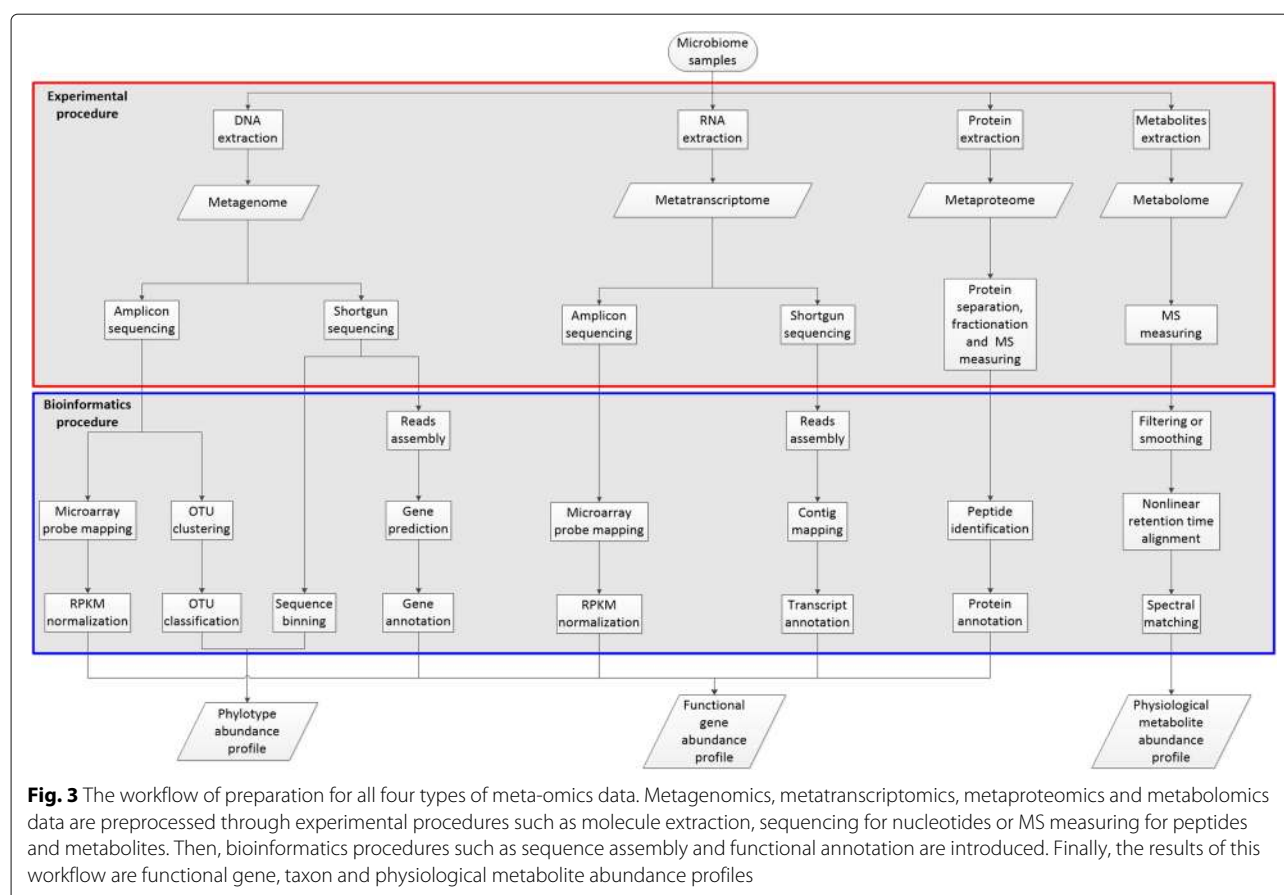 Microbiome
samples
Experimental
procedure
DNA
extraction
RNA
extraction
Protein
extraction
Metabolites
extraction
Metagenome
Metatranscriptome
Metaproteome
Metabolome
Amplicon
sequencing
Shortgun
sequencing
Amplicon
sequencing
Shortgun
sequencing
Protein
separation,
fractionation
and MS
measuring
MS
measuring
Bioinformatics
procedure
Reads
assembly
Reads
assembly
Filtering or
smoothing
Microarray
probe mapping
OTU
clustering
Gene
prediction
Microarray
probe mapping
Contig
mapping
Peptide
identification
Nonlinear
retention time
alignment
RPKM
normalization
OTU
classification
Sequence
binning
Gene
annotation
RPKM
normalization
Transcript
annotation
Protein
annotation
Spectral
matching
Phylotype
abundance
profile
Functional
gene
abundance
profile
Physiological
metabolite
abundance
profile
Fig. 3 The workflow of preparation for all four types of meta-omics data. Metagenomics, metatranscriptomics, metaproteomics and metabolomics
data are preprocessed through experimental procedures such as molecule extraction, sequencing for nucleotides or MS measuring for peptides
and metabolites. Then, bioinformatics procedures such as sequence assembly and functional annotation are introduced. Finally, the results of this
workflow are functional gene, taxon and physiological metabolite abundance profiles